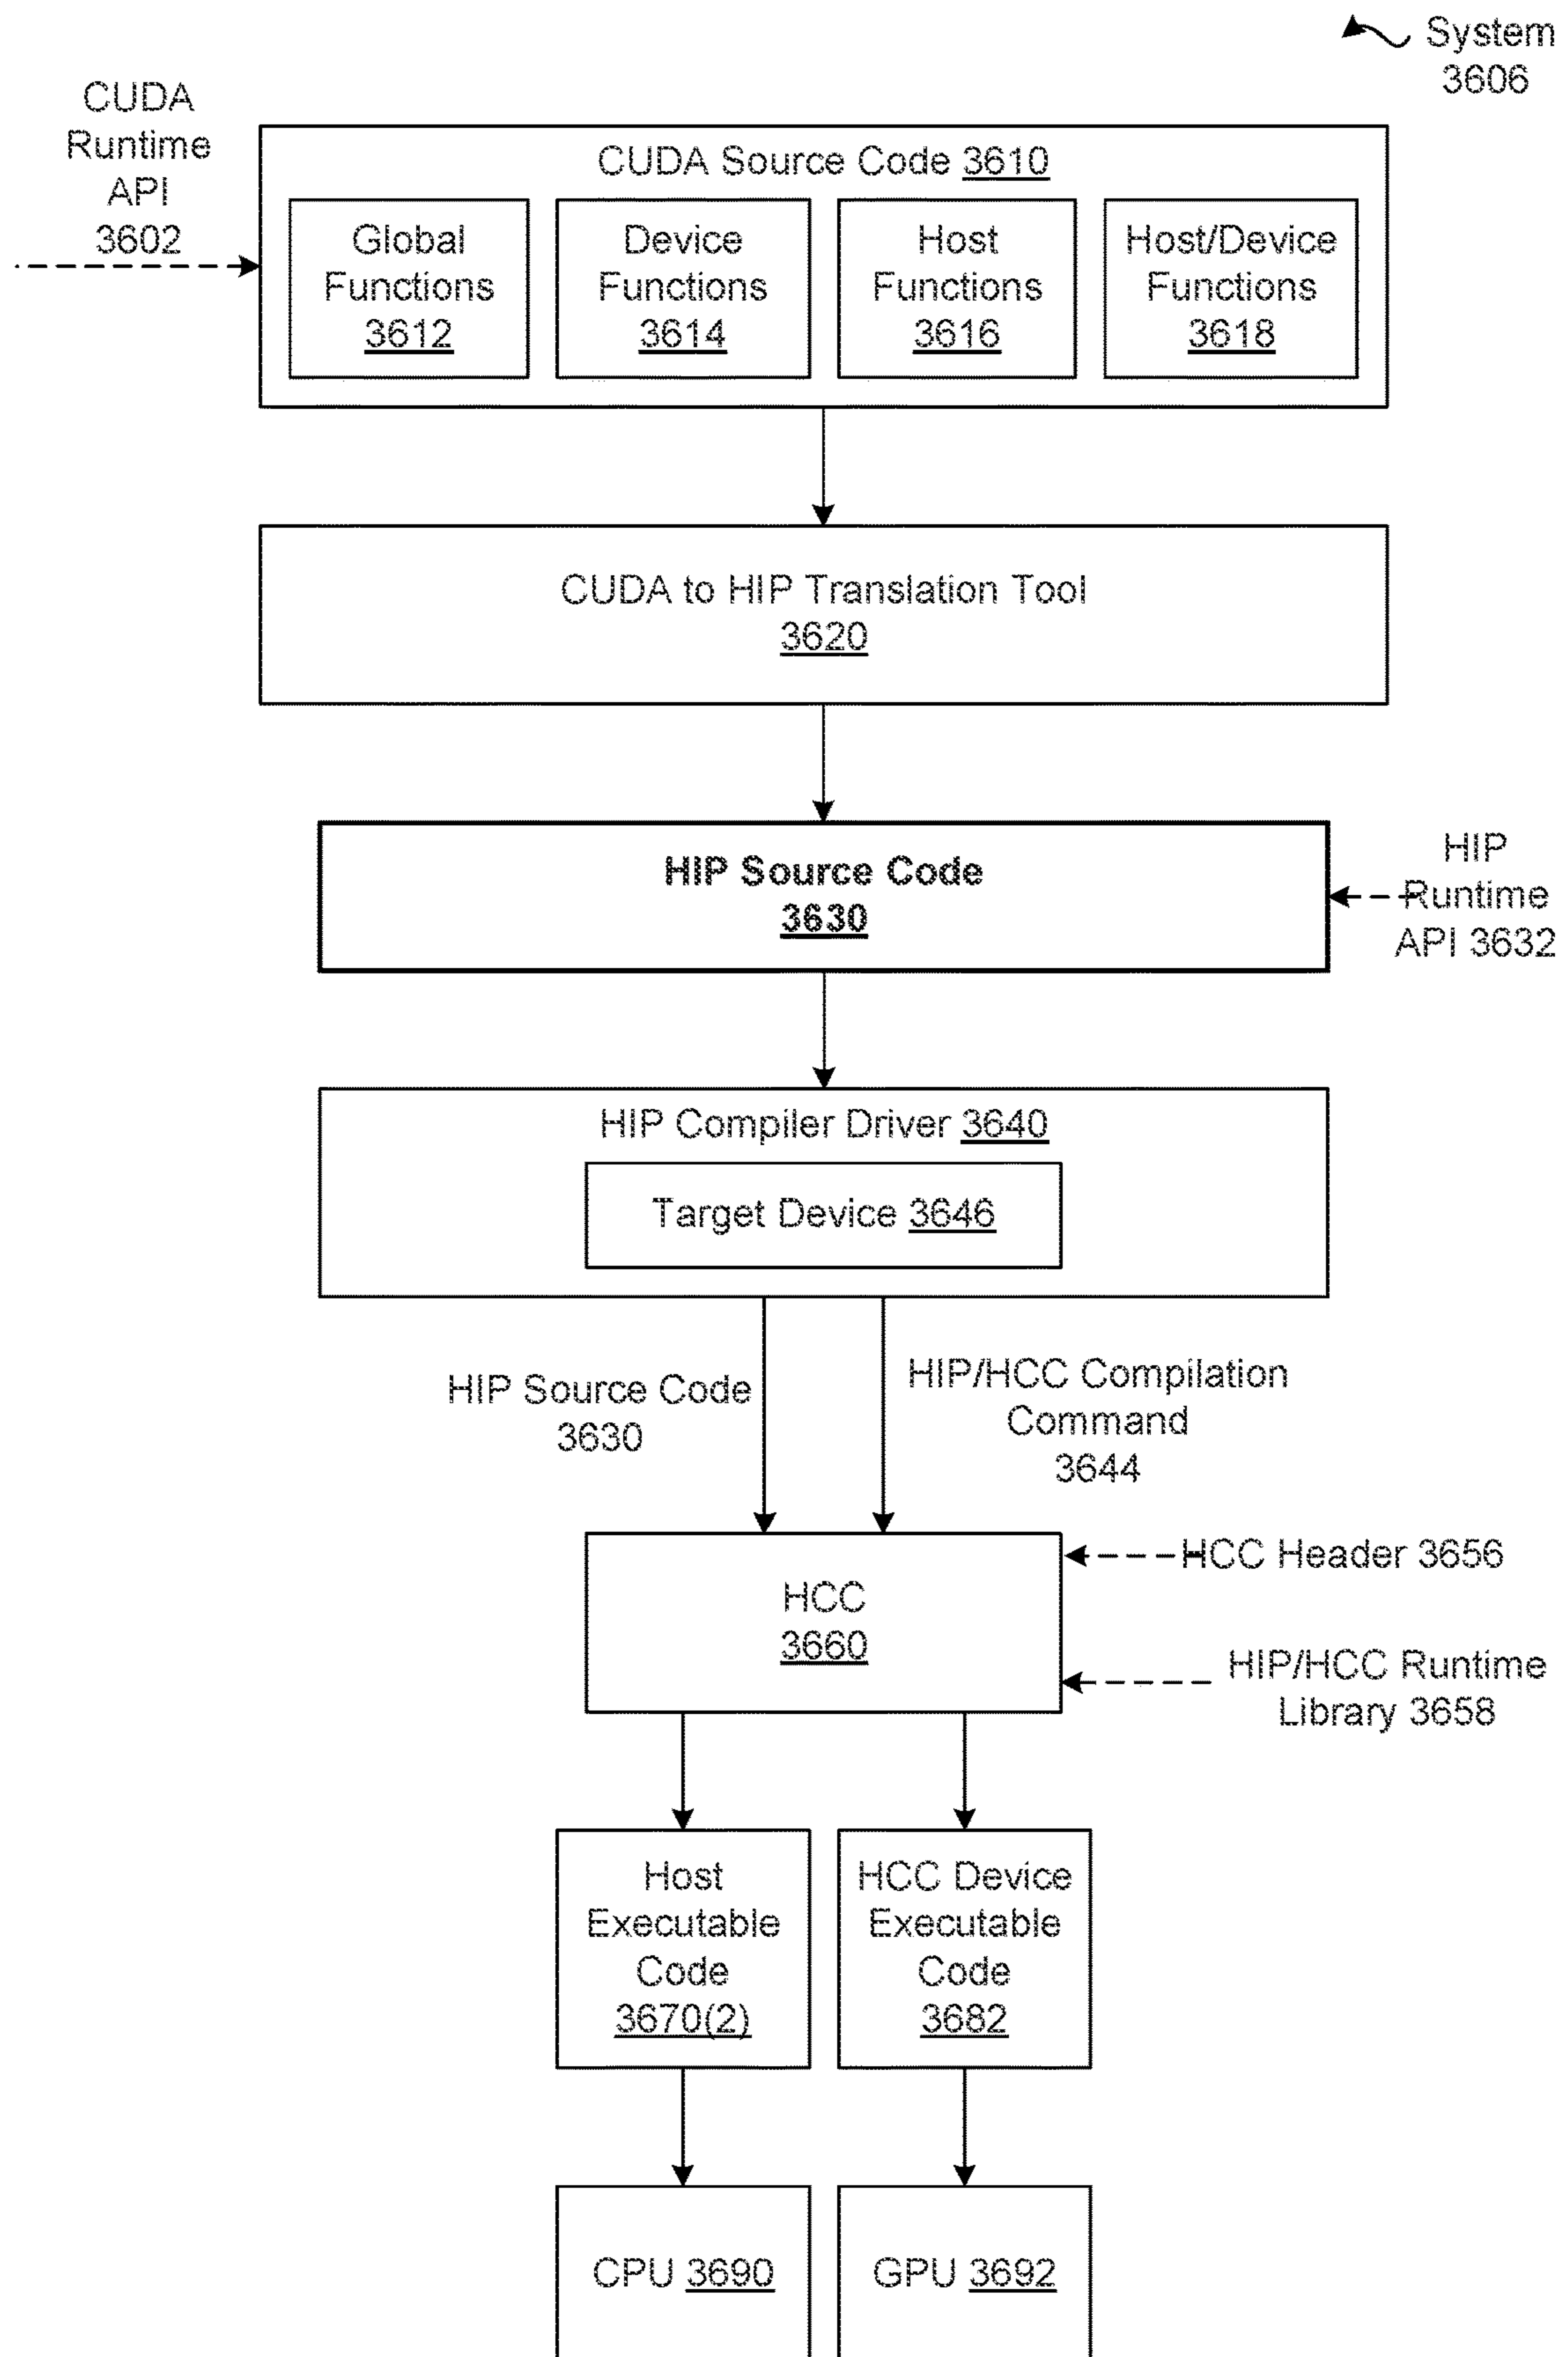 System
3606
CUDA
Runtime
API
3602
CUDA Source Code 3610
Global
Functions
3612
Device
Functions
3614
Host
Functions
3616
Host/Device
Functions
3618
CUDA to HIP Translation Tool
3620
HIP Source Code
3630
HIP
Runtime
API 3632
HIP Compiler Driver 3640
Target Device 3646
HIP Source Code
3630
HIP/HCC Compilation
Command
3644
HCC
3660
HCC Header 3656
HIP/HCC Runtime
Library 3658
Host
Executable
Code
3670(2)
HCC Device
Executable
Code
3682
CPU 3690
GPU 3692